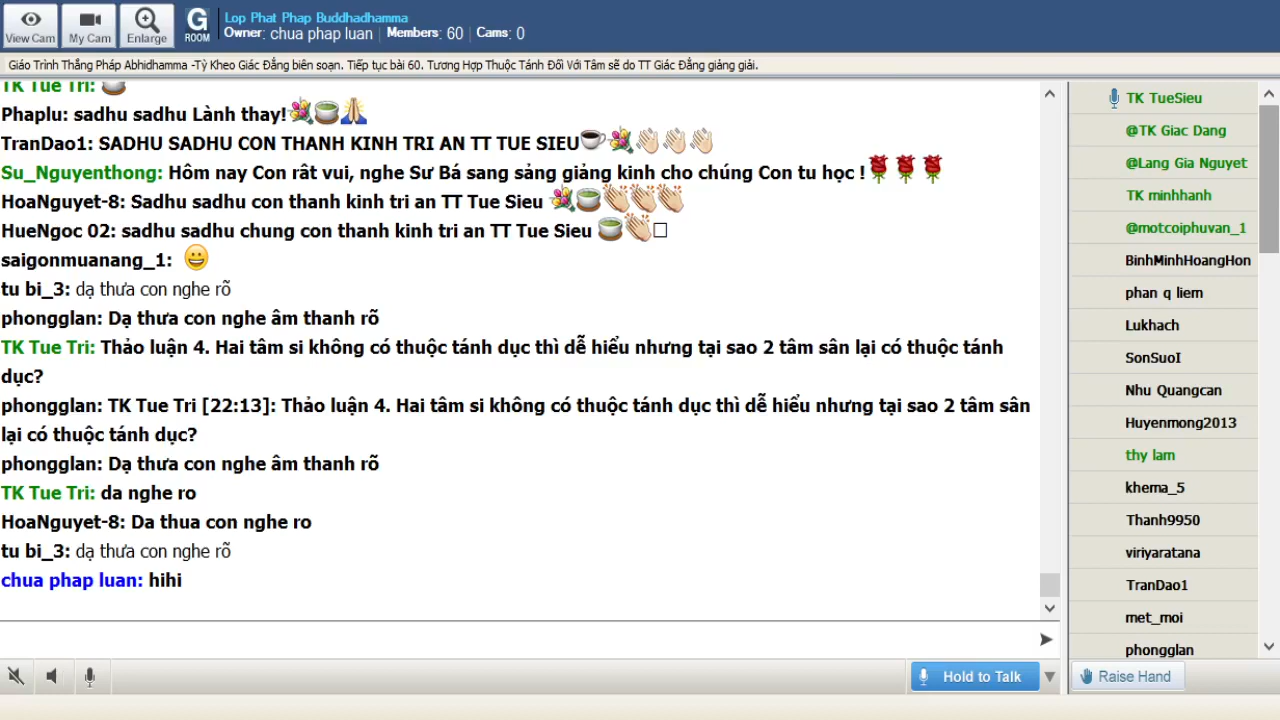 View Cam
My Cam
Enlarge
G
ROOM
Lop Phat Phap Buddhadhamma
Owner: chua phap luan Members: 60 Cams: 0
Giáo Trình Thắng Pháp Abhidhamma -Tỳ Kheo Giác Đẳng biên soạn. Tiếp tục bài 60. Tương Hợp Thuộc Tánh Đối Với Tâm sẽ do TT Giác Đẳng giảng giải.
TK Tue Tri:
Phaplu: sadhu sadhu Lành thay!
TranDao1: SADHU SADHU CON THANH KINH TRI AN TT TUE SIEU
Su_Nguyenthong: Hôm nay Con rât vui, nghe Sư Bá sang sảng giảng kinh cho chúng Con tu học !
HoaNguyet-8: Sadhu sadhu con thanh kinh tri an TT Tue Sieu
HueNgoc 02: sadhu sadhu chung con thanh kinh tri an TT Tue Sieu
saigonmuanang_1:
tu bi_3: dạ thưa con nghe rõ
phongglan: Dạ thưa con nghe âm thanh rõ
TK Tue Tri: Thảo luận 4. Hai tâm si không có thuộc tánh dục thì dễ hiểu nhưng tại sao 2 tâm sân lại có thuộc tánh
dục?
phongglan: TK Tue Tri [22:13]: Thảo luận 4. Hai tâm si không có thuộc tánh dục thì dễ hiểu nhưng tại sao 2 tâm sân
lại có thuộc tánh dục?
phongglan: Dạ thưa con nghe âm thanh rõ
TK Tue Tri: da nghe ro
HoaNguyet-8: Da thua con nghe ro
tu bi_3: dạ thưa con nghe rõ
chua phap luan: hihi
Hold to Talk
TK TueSieu
@TK Giac Dang
@Lang Gia Nguyet
TK minhhanh
@motcoiphuvan_1
BinhMinhHoangHon
phan q liem
Lukhach
SonSuoI
Nhu Quangcan
Huyenmong2013
thy lam
khema_5
Thanh9950
viriyaratana
TranDao1
met_moi
phongglan
Raise Hand